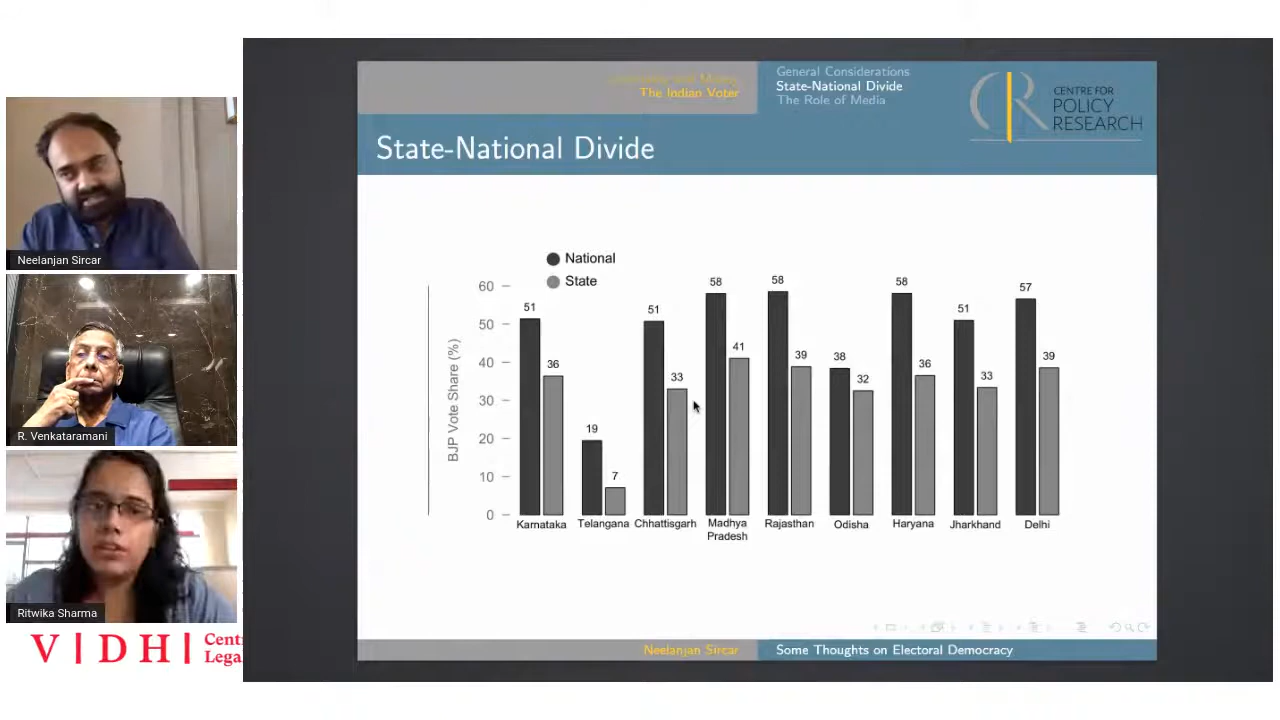 The Indian Voter
General Considerations
State-National Divide
The Role of Media
CENTRE FOR
POLICY
RESEARCH
State-National Divide
National
State
BJP Vote Share (%)
60
50
40
30
20
10
0
51 36
19 7
51 33
58 41
58 39
38 32
58 36
51 33
57 39
Karnataka Telangana Chhattisgarh Madhya Pradesh Rajasthan Odisha Haryana Jharkhand Delhi
Neelanjan Sircar
Some Thoughts on Electoral Democracy
Neelanjan Sircar
R. Venkataramani
Ritwika Sharma
V|DH|
Centr
Lega